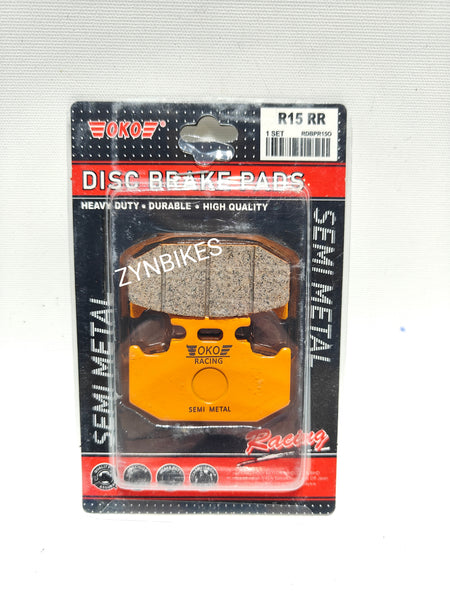 OKO
R15 RR
1 SET RDBPR15O
DISC BRAKE PADS
HEAVY DUTY • DURABLE • HIGH QUALITY
SEMI METAL
SEMI METAL
ZYNBIKES
OKO
RACING
SEMI METAL
Racing